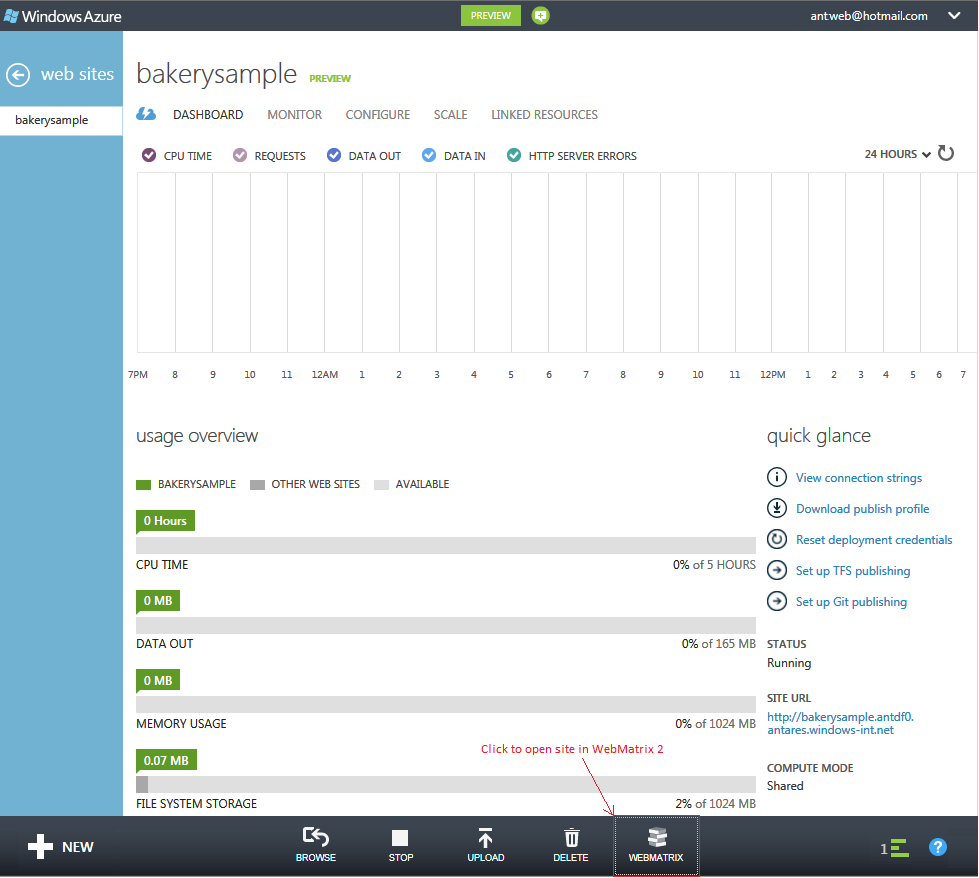 Windows Azure
PREVIEW
antweb@hotmail.com
web sites
bakerysample
bakerysample PREVIEW
DASHBOARD MONITOR CONFIGURE SCALE LINKED RESOURCES
CPU TIME REQUESTS DATA OUT DATA IN HTTP SERVER ERRORS
24 HOURS
7PM 8 9 10 11 12AM 1 2 3 4 5 6 7 8 9 10 11 12PM 1 2 3 4 5 6 7
usage overview
BAKERYSAMPLE OTHER WEB SITES AVAILABLE
0 Hours
CPU TIME 0% of 5 HOURS
0 MB
DATA OUT 0% of 165 MB
0 MB
MEMORY USAGE 0% of 1024 MB
0.07 MB
FILE SYSTEM STORAGE 2% of 1024 MB
quick glance
View connection strings
Download publish profile
Reset deployment credentials
Set up TFS publishing
Set up Git publishing
STATUS
Running
SITE URL
http://bakerysample.antdf0.
antares.windows-int.net
COMPUTE MODE
Shared
Click to open site in WebMatrix 2
NEW
BROWSE STOP UPLOAD DELETE WEBMATRIX
1
?